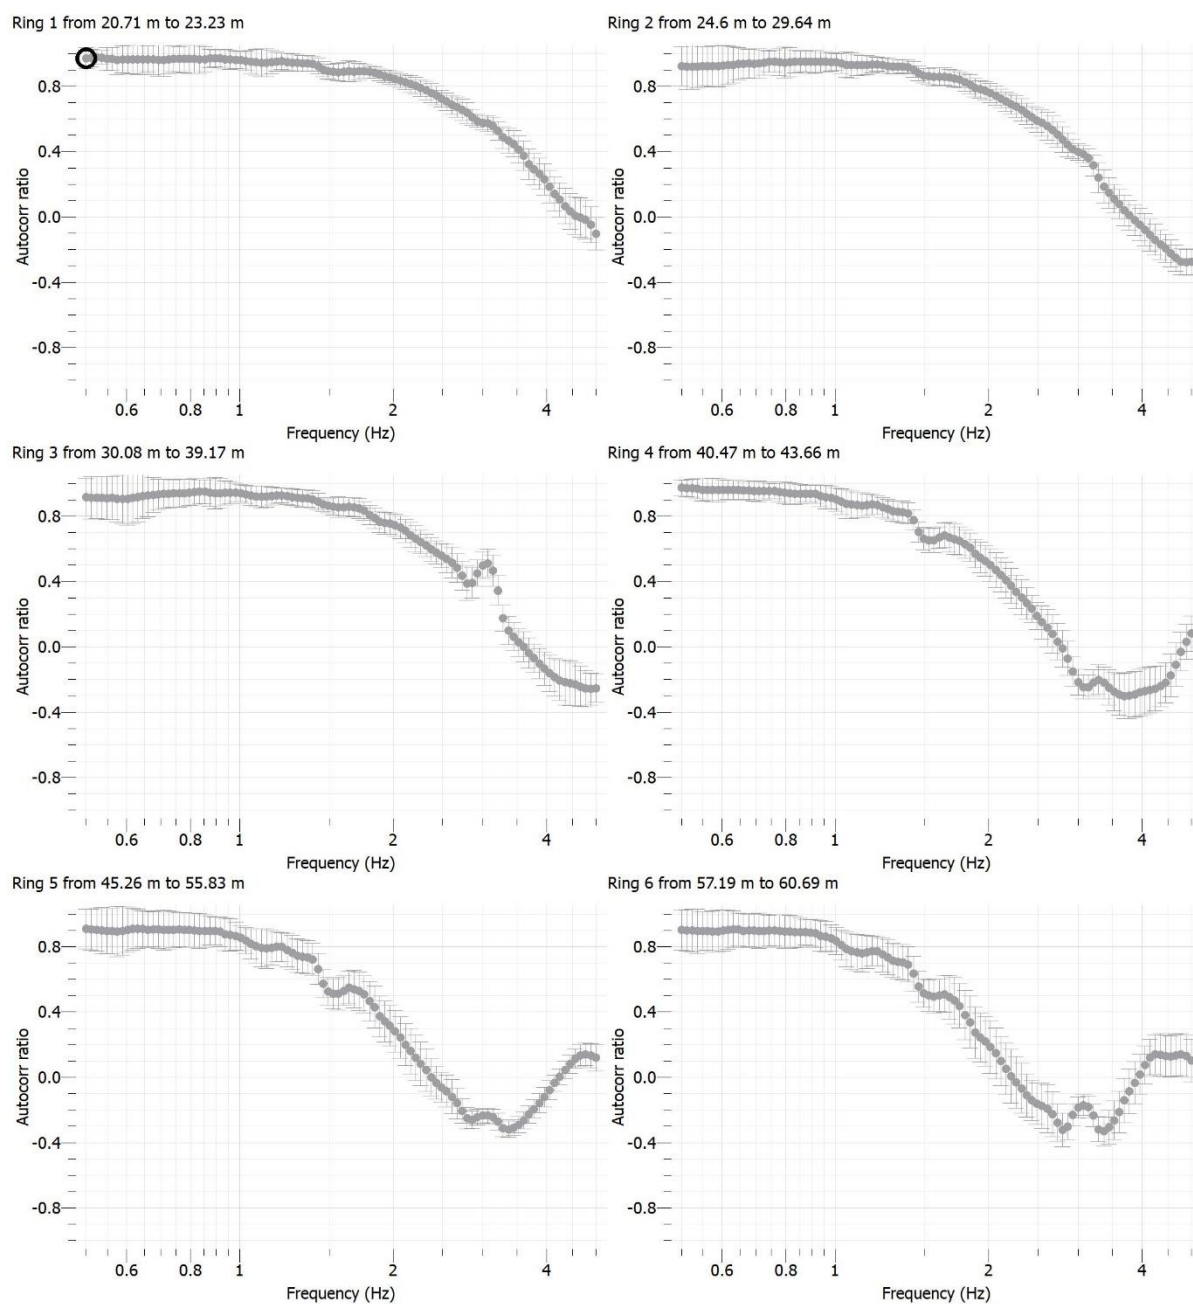 Ring 1 from 20.71 m to 23.23 m
0.8
0.4
0.0
-0.4
-0.8
Autocorr ratio
0.6 0.8 1 2 4
Frequency (Hz)
Ring 2 from 24.6 m to 29.64 m
0.8
0.4
0.0
-0.4
-0.8
Autocorr ratio
0.6 0.8 1 2 4
Frequency (Hz)
Ring 3 from 30.08 m to 39.17 m
0.8
0.4
0.0
-0.4
-0.8
Autocorr ratio
0.6 0.8 1 2 4
Frequency (Hz)
Ring 4 from 40.47 m to 43.66 m
0.8
0.4
0.0
-0.4
-0.8
Autocorr ratio
0.6 0.8 1 2 4
Frequency (Hz)
Ring 5 from 45.26 m to 55.83 m
0.8
0.4
0.0
-0.4
-0.8
Autocorr ratio
0.6 0.8 1 2 4
Frequency (Hz)
Ring 6 from 57.19 m to 60.69 m
0.8
0.4
0.0
-0.4
-0.8
Autocorr ratio
0.6 0.8 1 2 4
Frequency (Hz)